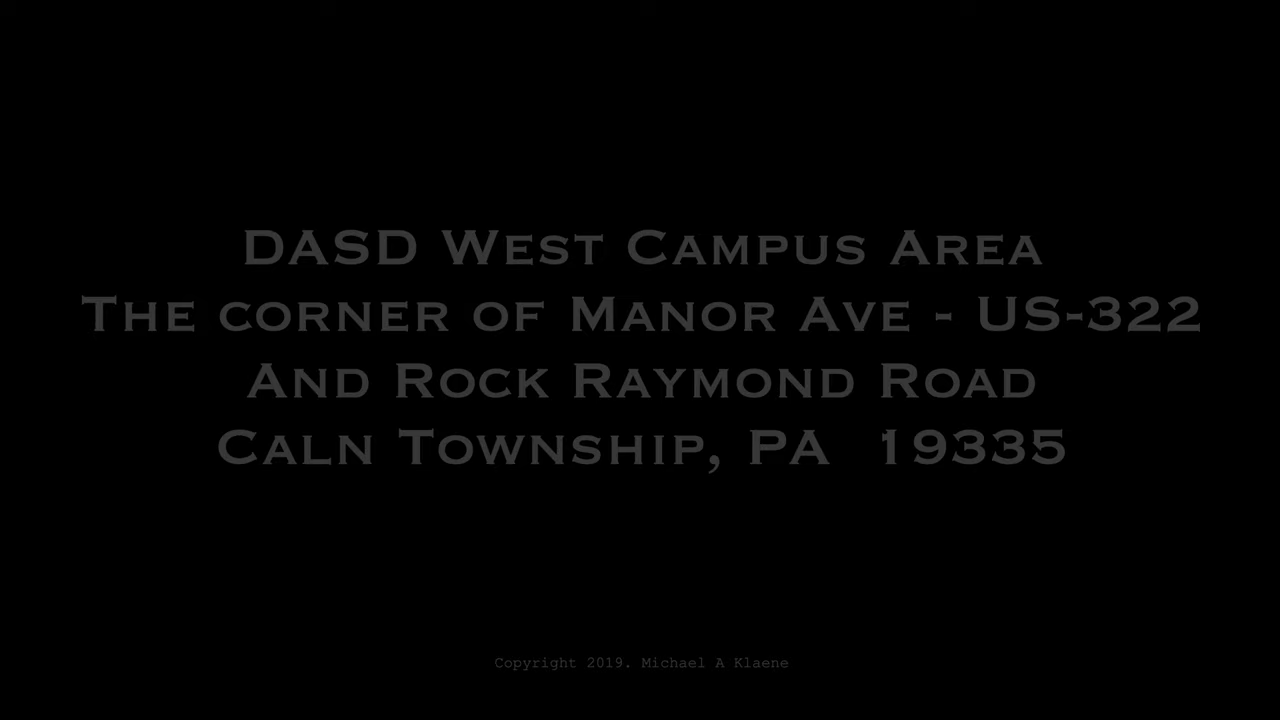 DASD West Campus Area
The corner of Manor Ave - US-322
And Rock Raymond Road
Caln Township, PA  19335
Copyright 2019. Michael A Klaene